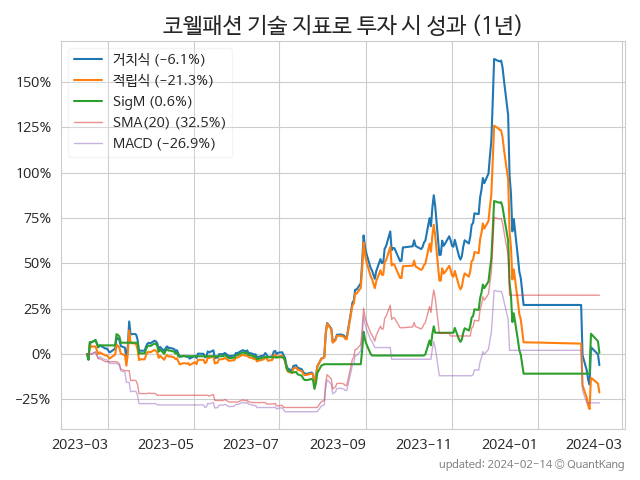 코웰패션 기술 지표로 투자 시 성과 (1년)
거치식 (−6.1%)
적립식 (−21.3%)
SigM (0.6%)
SMA(20) (32.5%)
MACD (−26.9%)
150%
125%
100%
75%
50%
25%
0%
−25%
2023-03 2023-05 2023-07 2023-09 2023-11 2024-01 2024-03
updated: 2024-02-14 © QuantKang